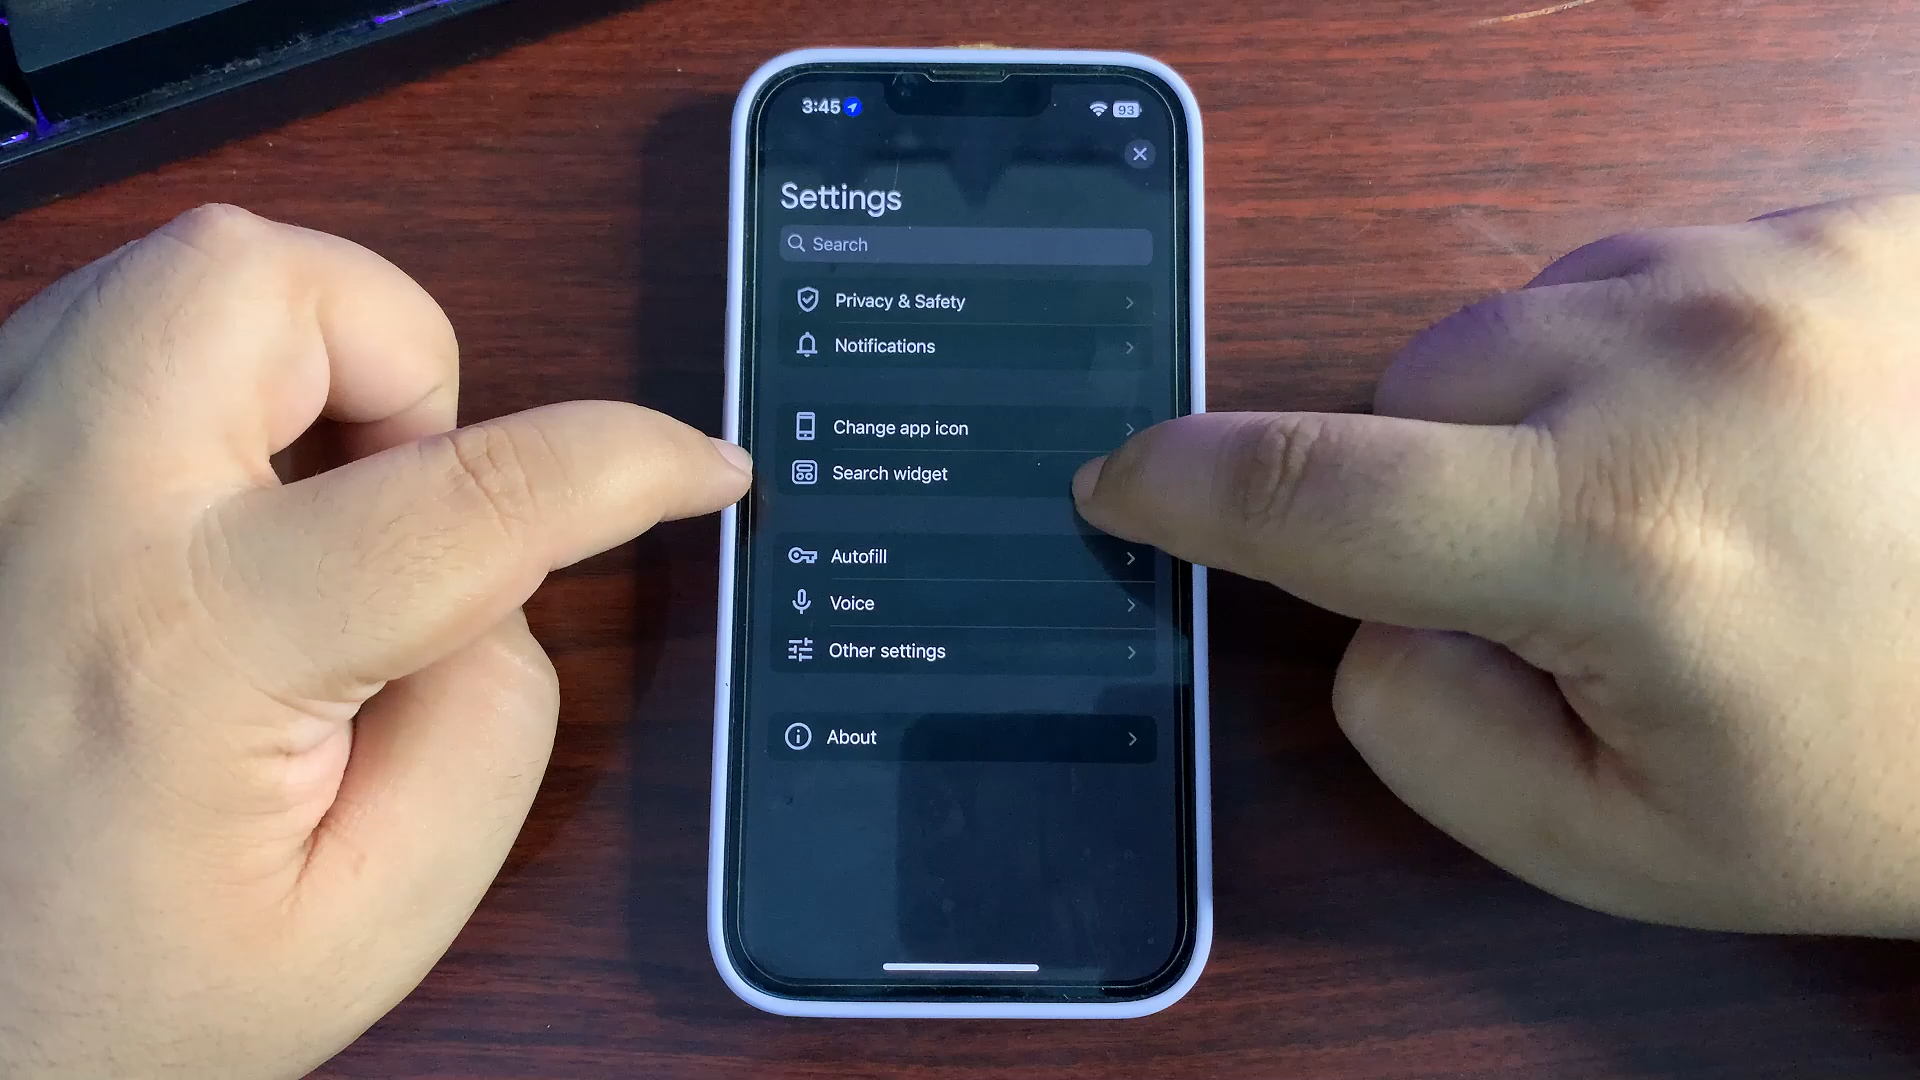 3:45
93
Settings
Search
Privacy & Safety
Notifications
Change app icon
Search widget
Autofill
Voice
Other settings
About